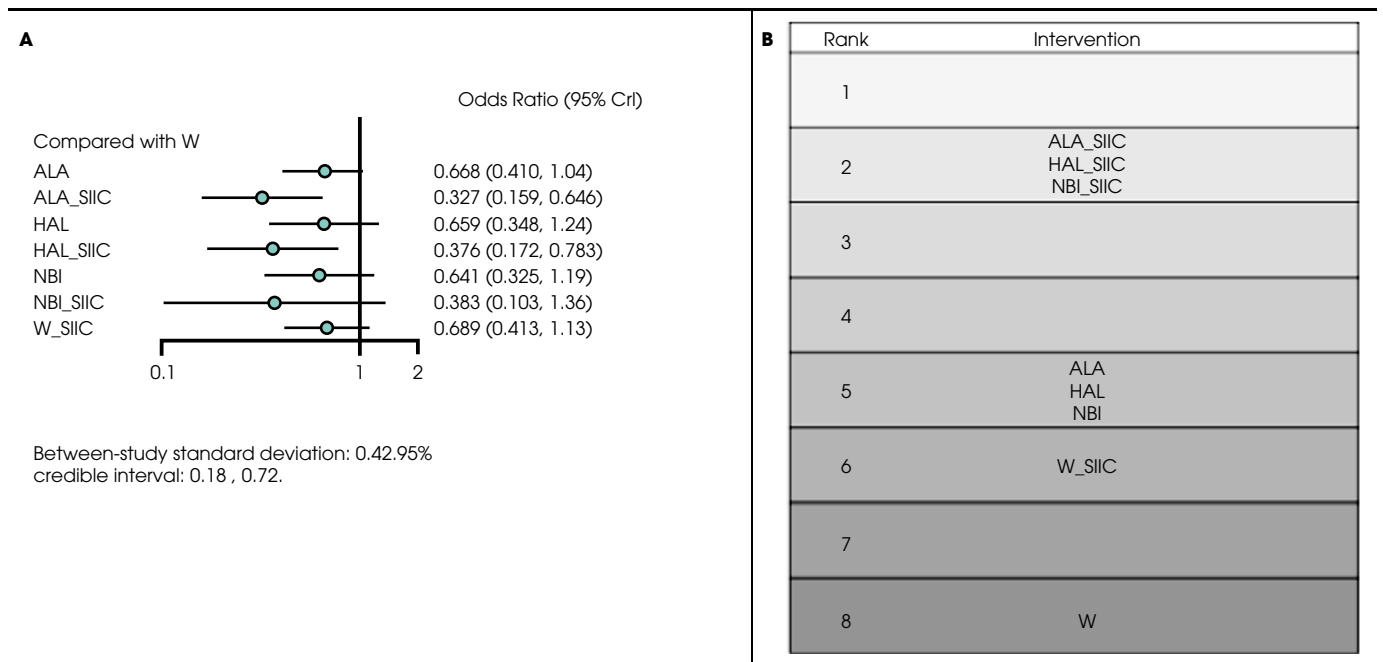 A
Odds Ratio (95% CrI)
Compared with W
ALA 0.668 (0.410, 1.04)
ALA_SIIC 0.327 (0.159, 0.646)
HAL 0.659 (0.348, 1.24)
HAL_SIIC 0.376 (0.172, 0.783)
NBI 0.641 (0.325, 1.19)
NBI_SIIC 0.383 (0.103, 1.36)
W_SIIC 0.689 (0.413, 1.13)
0.1 1 2
Between-study standard deviation: 0.42.95%
credible interval: 0.18 , 0.72.
B
Rank Intervention
1
2
ALA_SIIC
HAL_SIIC
NBI_SIIC
3
4
5
ALA
HAL
NBI
6 W_SIIC
7
8 W